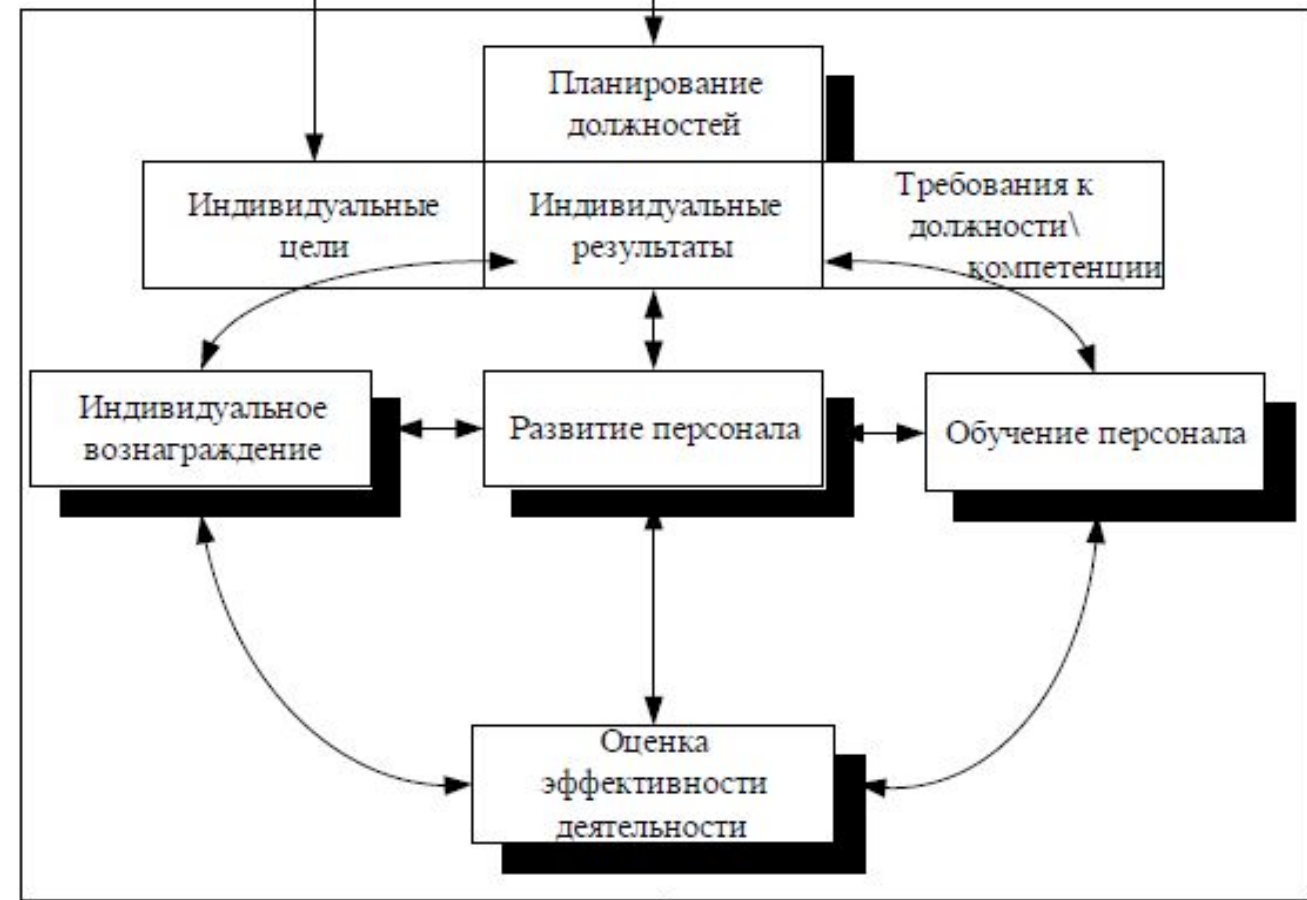 Планирование
должностей
Индивидуальные
цели
Индивидуальные
результаты
Требования к
должности\
компетенции
Индивидуальное
вознаграждение
Развитие персонала
Обучение персонала
Оценка
эффективности
деятельности